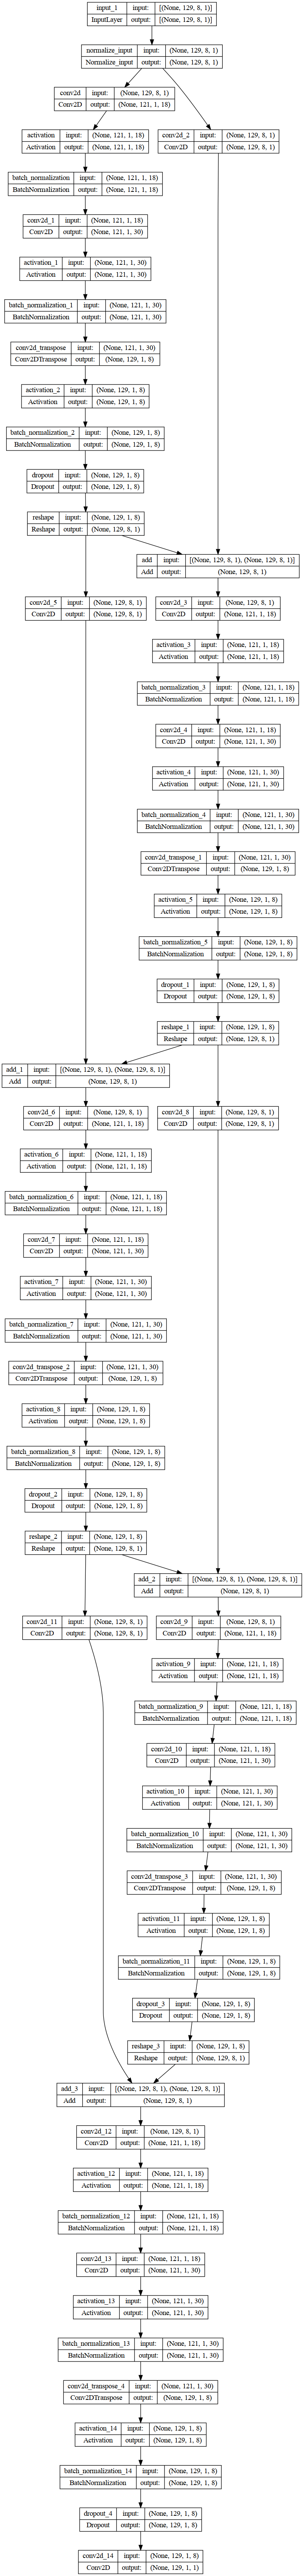 input_1 input: [(None, 129, 8, 1)]
InputLayer output: [(None, 129, 8, 1)]
normalize_input input: (None, 129, 8, 1)
Normalize_input output: (None, 129, 8, 1)
conv2d input: (None, 129, 8, 1)
Conv2D output: (None, 121, 1, 18)
activation input: (None, 121, 1, 18)
Activation output: (None, 121, 1, 18)
conv2d_2 input: (None, 129, 8, 1)
Conv2D output: (None, 129, 8, 1)
batch_normalization input: (None, 121, 1, 18)
BatchNormalization output: (None, 121, 1, 18)
conv2d_1 input: (None, 121, 1, 18)
Conv2D output: (None, 121, 1, 30)
activation_1 input: (None, 121, 1, 30)
Activation output: (None, 121, 1, 30)
batch_normalization_1 input: (None, 121, 1, 30)
BatchNormalization output: (None, 121, 1, 30)
conv2d_transpose input: (None, 121, 1, 30)
Conv2DTranspose output: (None, 129, 1, 8)
activation_2 input: (None, 129, 1, 8)
Activation output: (None, 129, 1, 8)
batch_normalization_2 input: (None, 129, 1, 8)
BatchNormalization output: (None, 129, 1, 8)
dropout input: (None, 129, 1, 8)
Dropout output: (None, 129, 1, 8)
reshape input: (None, 129, 1, 8)
Reshape output: (None, 129, 8, 1)
add input: [(None, 129, 8, 1), (None, 129, 8, 1)]
Add output: (None, 129, 8, 1)
conv2d_5 input: (None, 129, 8, 1)
Conv2D output: (None, 129, 8, 1)
conv2d_3 input: (None, 129, 8, 1)
Conv2D output: (None, 121, 1, 18)
activation_3 input: (None, 121, 1, 18)
Activation output: (None, 121, 1, 18)
batch_normalization_3 input: (None, 121, 1, 18)
BatchNormalization output: (None, 121, 1, 18)
conv2d_4 input: (None, 121, 1, 18)
Conv2D output: (None, 121, 1, 30)
activation_4 input: (None, 121, 1, 30)
Activation output: (None, 121, 1, 30)
batch_normalization_4 input: (None, 121, 1, 30)
BatchNormalization output: (None, 121, 1, 30)
conv2d_transpose_1 input: (None, 121, 1, 30)
Conv2DTranspose output: (None, 129, 1, 8)
activation_5 input: (None, 129, 1, 8)
Activation output: (None, 129, 1, 8)
batch_normalization_5 input: (None, 129, 1, 8)
BatchNormalization output: (None, 129, 1, 8)
dropout_1 input: (None, 129, 1, 8)
Dropout output: (None, 129, 1, 8)
reshape_1 input: (None, 129, 1, 8)
Reshape output: (None, 129, 8, 1)
add_1 input: [(None, 129, 8, 1), (None, 129, 8, 1)]
Add output: (None, 129, 8, 1)
conv2d_6 input: (None, 129, 8, 1)
Conv2D output: (None, 121, 1, 18)
conv2d_8 input: (None, 129, 8, 1)
Conv2D output: (None, 129, 8, 1)
activation_6 input: (None, 121, 1, 18)
Activation output: (None, 121, 1, 18)
batch_normalization_6 input: (None, 121, 1, 18)
BatchNormalization output: (None, 121, 1, 18)
conv2d_7 input: (None, 121, 1, 18)
Conv2D output: (None, 121, 1, 30)
activation_7 input: (None, 121, 1, 30)
Activation output: (None, 121, 1, 30)
batch_normalization_7 input: (None, 121, 1, 30)
BatchNormalization output: (None, 121, 1, 30)
conv2d_transpose_2 input: (None, 121, 1, 30)
Conv2DTranspose output: (None, 129, 1, 8)
activation_8 input: (None, 129, 1, 8)
Activation output: (None, 129, 1, 8)
batch_normalization_8 input: (None, 129, 1, 8)
BatchNormalization output: (None, 129, 1, 8)
dropout_2 input: (None, 129, 1, 8)
Dropout output: (None, 129, 1, 8)
reshape_2 input: (None, 129, 1, 8)
Reshape output: (None, 129, 8, 1)
add_2 input: [(None, 129, 8, 1), (None, 129, 8, 1)]
Add output: (None, 129, 8, 1)
conv2d_11 input: (None, 129, 8, 1)
Conv2D output: (None, 129, 8, 1)
conv2d_9 input: (None, 129, 8, 1)
Conv2D output: (None, 121, 1, 18)
activation_9 input: (None, 121, 1, 18)
Activation output: (None, 121, 1, 18)
batch_normalization_9 input: (None, 121, 1, 18)
BatchNormalization output: (None, 121, 1, 18)
conv2d_10 input: (None, 121, 1, 18)
Conv2D output: (None, 121, 1, 30)
activation_10 input: (None, 121, 1, 30)
Activation output: (None, 121, 1, 30)
batch_normalization_10 input: (None, 121, 1, 30)
BatchNormalization output: (None, 121, 1, 30)
conv2d_transpose_3 input: (None, 121, 1, 30)
Conv2DTranspose output: (None, 129, 1, 8)
activation_11 input: (None, 129, 1, 8)
Activation output: (None, 129, 1, 8)
batch_normalization_11 input: (None, 129, 1, 8)
BatchNormalization output: (None, 129, 1, 8)
dropout_3 input: (None, 129, 1, 8)
Dropout output: (None, 129, 1, 8)
reshape_3 input: (None, 129, 1, 8)
Reshape output: (None, 129, 8, 1)
add_3 input: [(None, 129, 8, 1), (None, 129, 8, 1)]
Add output: (None, 129, 8, 1)
conv2d_12 input: (None, 129, 8, 1)
Conv2D output: (None, 121, 1, 18)
activation_12 input: (None, 121, 1, 18)
Activation output: (None, 121, 1, 18)
batch_normalization_12 input: (None, 121, 1, 18)
BatchNormalization output: (None, 121, 1, 18)
conv2d_13 input: (None, 121, 1, 18)
Conv2D output: (None, 121, 1, 30)
activation_13 input: (None, 121, 1, 30)
Activation output: (None, 121, 1, 30)
batch_normalization_13 input: (None, 121, 1, 30)
BatchNormalization output: (None, 121, 1, 30)
conv2d_transpose_4 input: (None, 121, 1, 30)
Conv2DTranspose output: (None, 129, 1, 8)
activation_14 input: (None, 129, 1, 8)
Activation output: (None, 129, 1, 8)
batch_normalization_14 input: (None, 129, 1, 8)
BatchNormalization output: (None, 129, 1, 8)
dropout_4 input: (None, 129, 1, 8)
Dropout output: (None, 129, 1, 8)
conv2d_14 input: (None, 129, 1, 8)
Conv2D output: (None, 129, 1, 1)